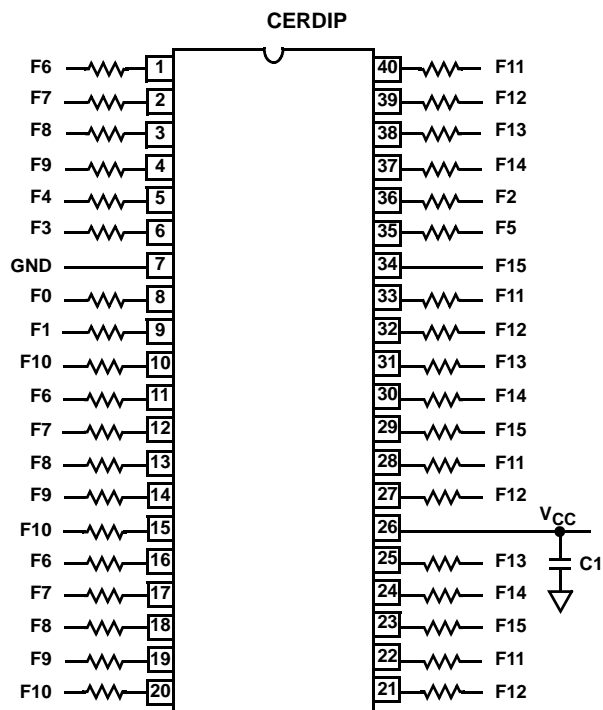 CERDIP
F6 1 40 F11
F7 2 39 F12
F8 3 38 F13
F9 4 37 F14
F4 5 36 F2
F3 6 35 F5
GND 7 34 F15
F0 8 33 F11
F1 9 32 F12
F10 10 31 F13
F6 11 30 F14
F7 12 29 F15
F8 13 28 F11
F9 14 27 F12
F10 15 26 VCC
F6 16 25 F13 C1
F7 17 24 F14
F8 18 23 F15
F9 19 22 F11
F10 20 21 F12